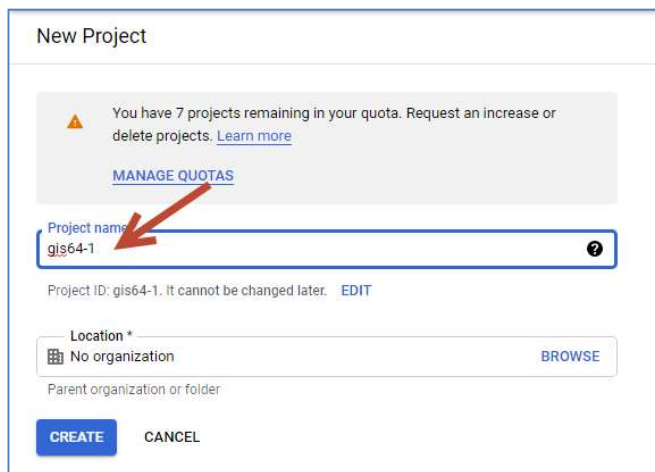 New Project
You have 7 projects remaining in your quota. Request an increase or
delete projects. Learn more
MANAGE QUOTAS
Project name
gis64-1
Project ID: gis64-1. It cannot be changed later. EDIT
Location *
No organization BROWSE
Parent organization or folder
CREATE CANCEL